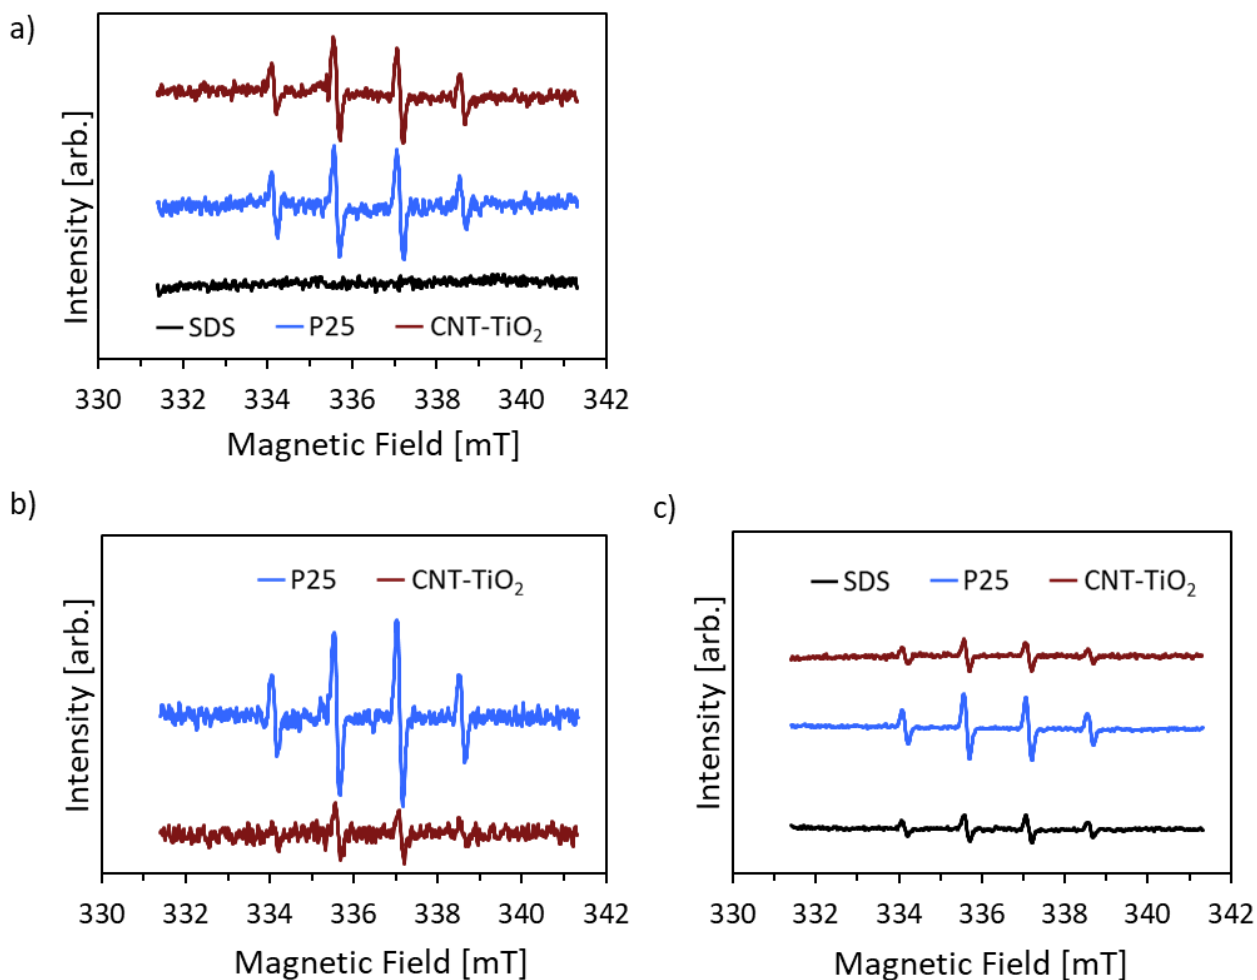 a)
Intensity [arb.]
SDS P25 CNT-TiO₂
330 332 334 336 338 340 342
Magnetic Field [mT]
b)
P25 CNT-TiO₂
Intensity [arb.]
330 332 334 336 338 340 342
Magnetic Field [mT]
c)
SDS P25 CNT-TiO₂
Intensity [arb.]
330 332 334 336 338 340 342
Magnetic Field [mT]